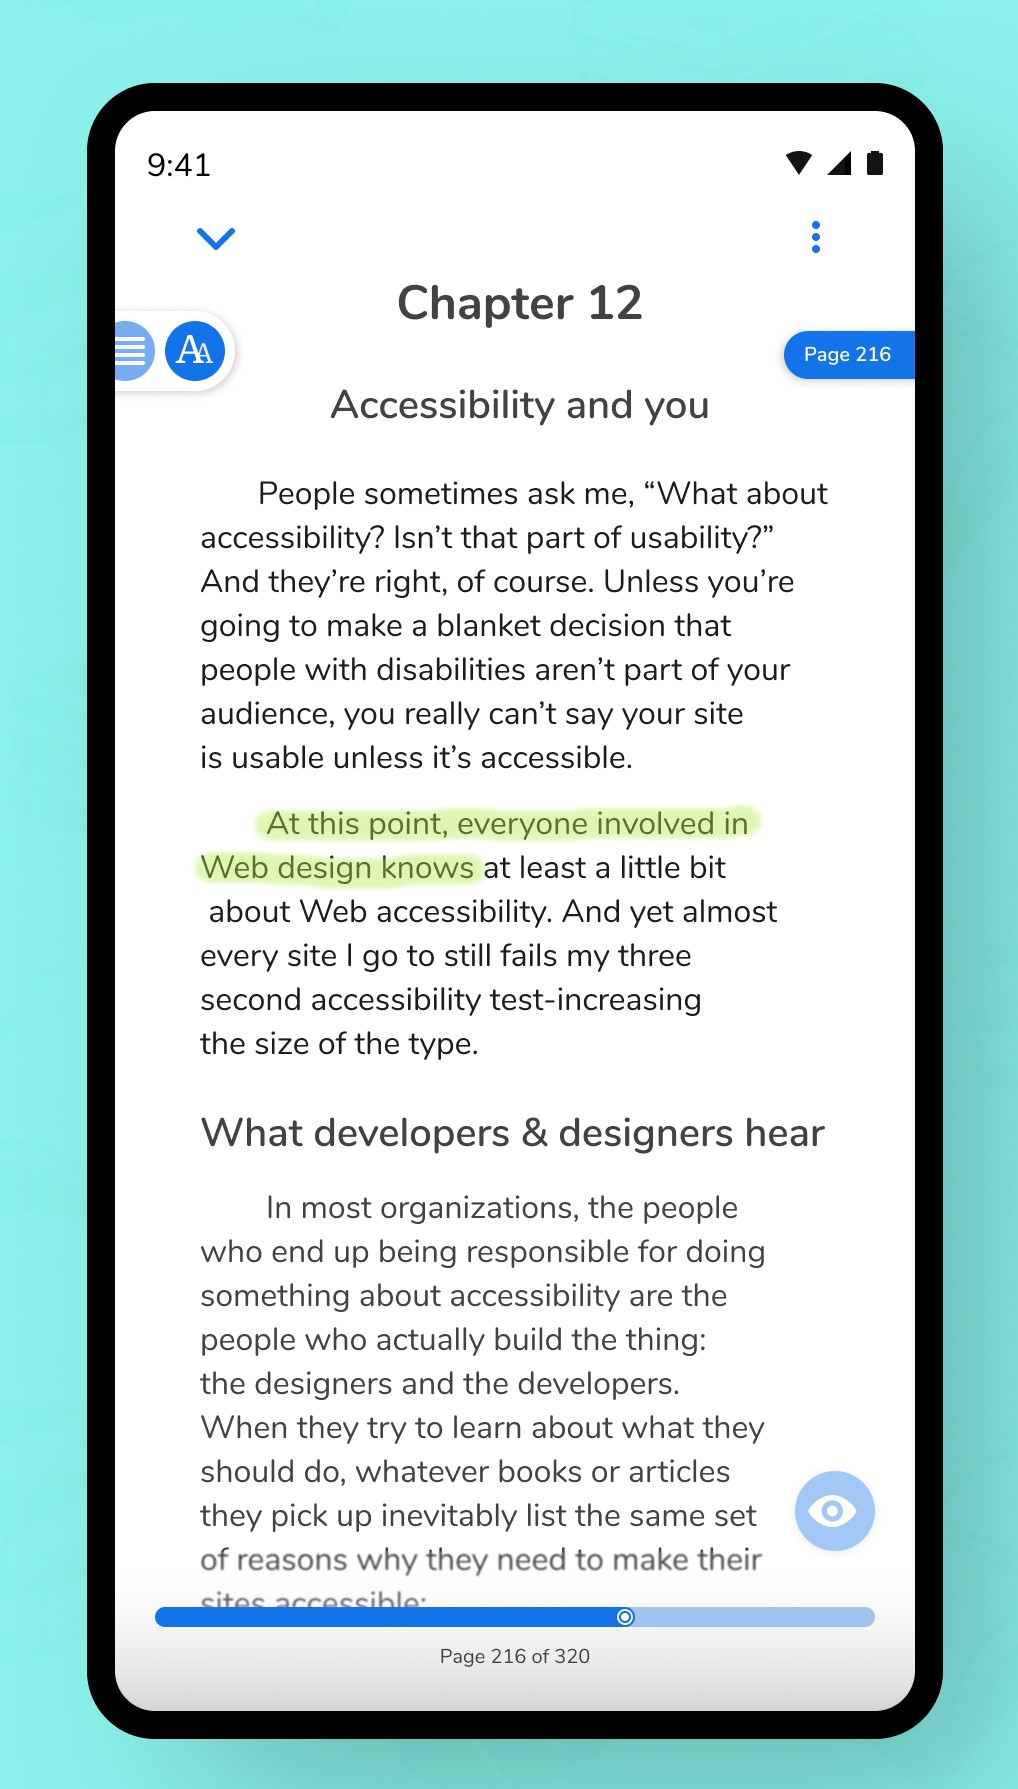 9:41
Chapter 12
AA
Page 216
Accessibility and you
People sometimes ask me, “What about
accessibility? Isn’t that part of usability?”
And they’re right, of course. Unless you’re
going to make a blanket decision that
people with disabilities aren’t part of your
audience, you really can’t say your site
is usable unless it’s accessible.
At this point, everyone involved in
Web design knows at least a little bit
about Web accessibility. And yet almost
every site I go to still fails my three
second accessibility test-increasing
the size of the type.
What developers & designers hear
In most organizations, the people
who end up being responsible for doing
something about accessibility are the
people who actually build the thing:
the designers and the developers.
When they try to learn about what they
should do, whatever books or articles
they pick up inevitably list the same set
of reasons why they need to make their
sites accessible:
Page 216 of 320